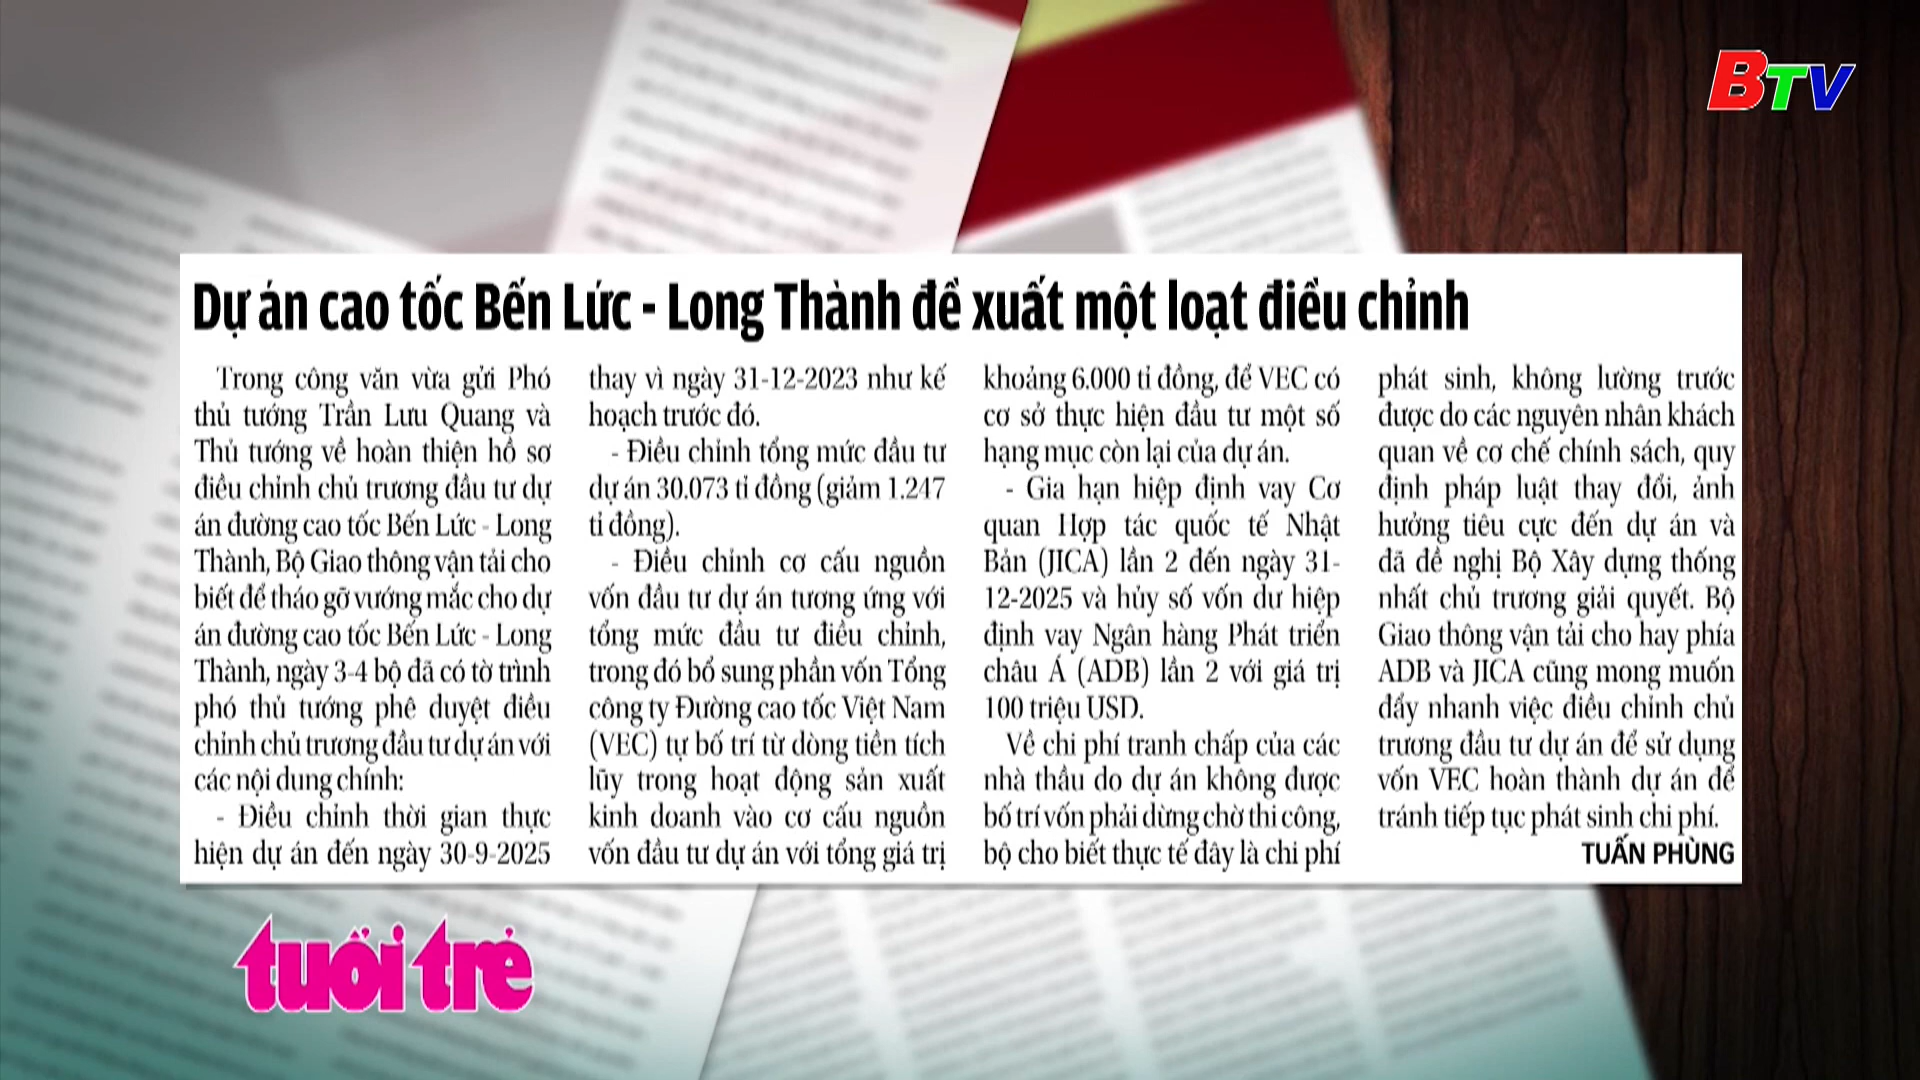 BTV
Dự án cao tốc Bến Lức - Long Thành đề xuất một loạt điều chỉnh
Trong công văn vừa gửi Phó
thủ tướng Trần Lưu Quang và
Thủ tướng về hoàn thiện hồ sơ
điều chỉnh chủ trương đầu tư dự
án đường cao tốc Bến Lức - Long
Thành, Bộ Giao thông vận tải cho
biết để tháo gỡ vướng mắc cho dự
án đường cao tốc Bến Lức - Long
Thành, ngày 3-4 bộ đã có tờ trình
phó thủ tướng phê duyệt điều
chỉnh chủ trương đầu tư dự án với
các nội dung chính:
- Điều chỉnh thời gian thực
hiện dự án đến ngày 30-9-2025
thay vì ngày 31-12-2023 như kế
hoạch trước đó.
- Điều chỉnh tổng mức đầu tư
dự án 30.073 tỉ đồng (giảm 1.247
tỉ đồng).
- Điều chỉnh cơ cấu nguồn
vốn đầu tư dự án tương ứng với
tổng mức đầu tư điều chỉnh,
trong đó bổ sung phần vốn Tổng
công ty Đường cao tốc Việt Nam
(VEC) tự bố trí từ dòng tiền tích
lũy trong hoạt động sản xuất
kinh doanh vào cơ cấu nguồn
vốn đầu tư dự án với tổng giá trị
khoảng 6.000 tỉ đồng, để VEC có
cơ sở thực hiện đầu tư một số
hạng mục còn lại của dự án.
- Gia hạn hiệp định vay Cơ
quan Hợp tác quốc tế Nhật
Bản (JICA) lần 2 đến ngày 31-
12-2025 và hủy số vốn dư hiệp
định vay Ngân hàng Phát triển
châu Á (ADB) lần 2 với giá trị
100 triệu USD.
Về chi phí tranh chấp của các
nhà thầu do dự án không được
bố trí vốn phải dừng chờ thi công,
bộ cho biết thực tế đây là chi phí
phát sinh, không lường trước
được do các nguyên nhân khách
quan về cơ chế chính sách, quy
định pháp luật thay đổi, ảnh
hưởng tiêu cực đến dự án và
đã đề nghị Bộ Xây dựng thống
nhất chủ trương giải quyết. Bộ
Giao thông vận tải cho hay phía
ADB và JICA cũng mong muốn
đẩy nhanh việc điều chỉnh chủ
trương đầu tư dự án để sử dụng
vốn VEC hoàn thành dự án để
tránh tiếp tục phát sinh chi phí.
TUẤN PHÙNG
tuổi trẻ